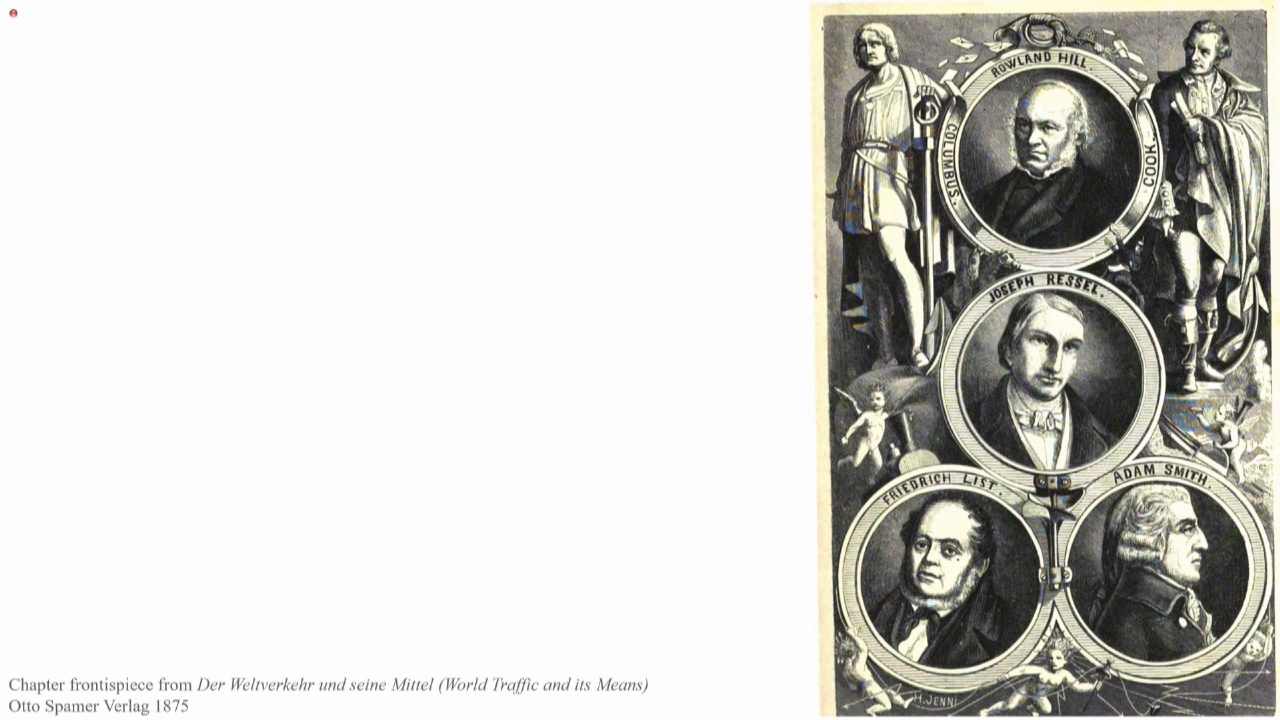 ROWLAND HILL.
COLUMBUS.
COOK.
JOSEPH RESSEL.
FRIEDRICH LIST.
ADAM SMITH.
H.JENNI
Chapter frontispiece from Der Weltverkehr und seine Mittel (World Traffic and its Means)
Otto Spamer Verlag 1875